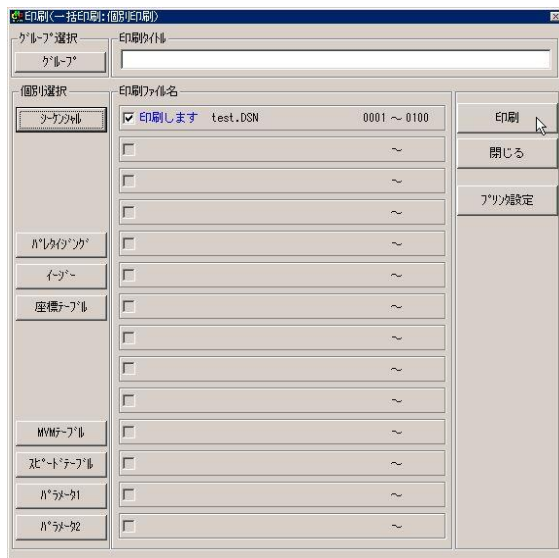 印刷(一括印刷:個別印刷)
ｸﾞﾙｰﾌﾟ選択
印刷ﾀｲﾄﾙ
ｸﾞﾙｰﾌﾟ
個別選択
印刷ﾌｧｲﾙ名
ｼｰｹﾝｼｬﾙ
印刷します test.DSN 0001 ～ 0100
印刷
～
閉じる
～
ﾌﾟﾘﾝﾀ設定
～
ﾊﾟﾚﾀｲｼﾞﾝｸﾞ
～
ｲｰｼﾞｰ
～
座標ﾃｰﾌﾞﾙ
～
～
～
～
MVMﾃｰﾌﾞﾙ
～
ｽﾋﾟｰﾄﾞﾃｰﾌﾞﾙ
～
ﾊﾟﾗﾒｰﾀ1
～
ﾊﾟﾗﾒｰﾀ2
～